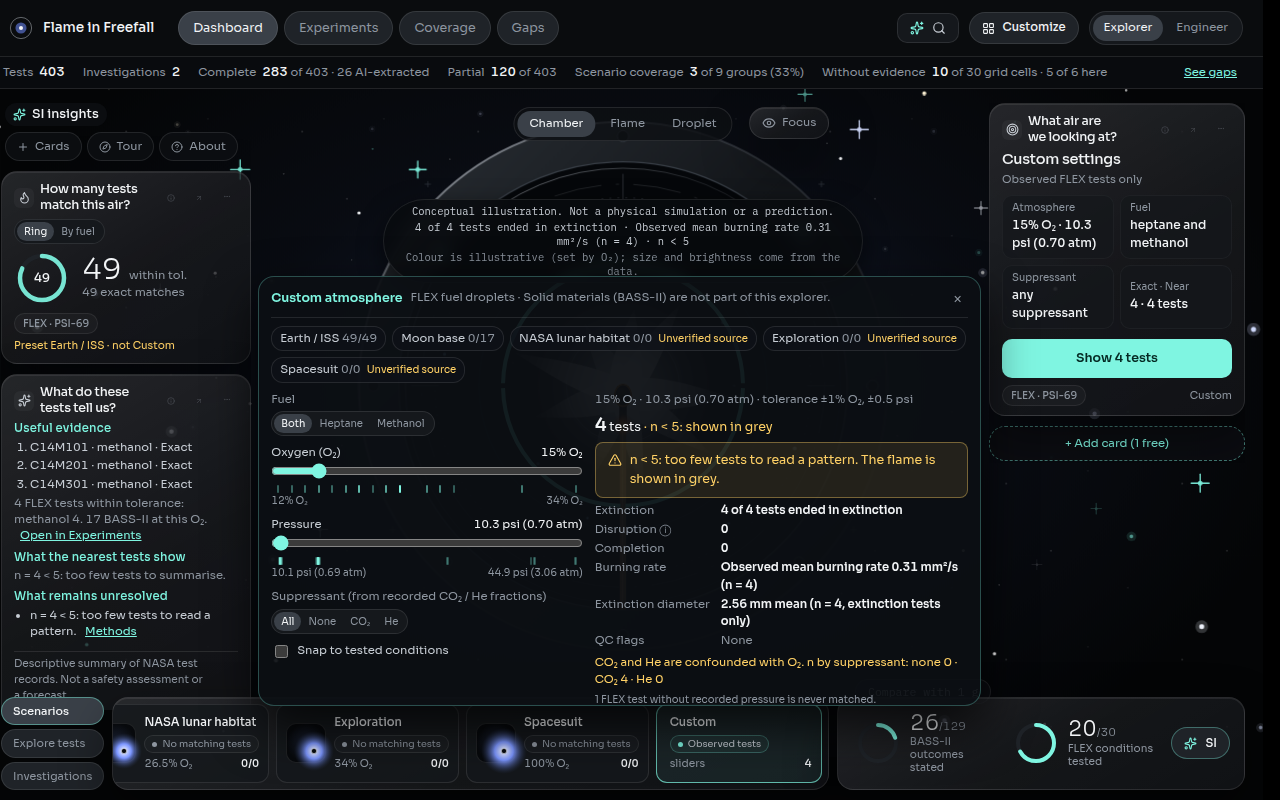 Flame in Freefall
Dashboard
Experiments
Coverage
Gaps
Customize
Explorer
Engineer
Tests 403
Investigations 2
Complete 283 of 403 · 26 AI-extracted
Partial 120 of 403
Scenario coverage 3 of 9 groups (33%)
Without evidence 10 of 30 grid cells · 5 of 6 here
See gaps
SI insights
Cards
Tour
About
How many tests
match this air?
Ring
By fuel
49
49 within tol.
49 exact matches
FLEX · PSI-69
Preset Earth / ISS · not Custom
What do these
tests tell us?
Useful evidence
1. C14M101 · methanol · Exact
2. C14M201 · methanol · Exact
3. C14M301 · methanol · Exact
4 FLEX tests within tolerance:
methanol 4. 17 BASS-II at this O₂.
Open in Experiments
What the nearest tests show
n = 4 < 5: too few tests to summarise.
What remains unresolved
• n = 4 < 5: too few tests to read a
pattern. Methods
Descriptive summary of NASA test
records. Not a safety assessment or
a forecast
Chamber
Flame
Droplet
Focus
Conceptual illustration. Not a physical simulation or a prediction.
4 of 4 tests ended in extinction · Observed mean burning rate 0.31
mm²/s (n = 4) · n < 5
Colour is illustrative (set by O₂); size and brightness come from the
data.
Custom atmosphere FLEX fuel droplets · Solid materials (BASS-II) are not part of this explorer.
×
Earth / ISS 49/49
Moon base 0/17
NASA lunar habitat 0/0 Unverified source
Exploration 0/0 Unverified source
Spacesuit 0/0 Unverified source
Fuel
Both
Heptane
Methanol
Oxygen (O₂) 15% O₂
12% O₂ 34% O₂
Pressure 10.3 psi (0.70 atm)
10.1 psi (0.69 atm) 44.9 psi (3.06 atm)
Suppressant (from recorded CO₂ / He fractions)
All
None
CO₂
He
Snap to tested conditions
15% O₂ · 10.3 psi (0.70 atm) · tolerance ±1% O₂, ±0.5 psi
4 tests · n < 5: shown in grey
n < 5: too few tests to read a pattern. The flame is
shown in grey.
Extinction 4 of 4 tests ended in extinction
Disruption 0
Completion 0
Burning rate Observed mean burning rate 0.31 mm²/s
(n = 4)
Extinction diameter 2.56 mm mean (n = 4, extinction tests
only)
QC flags None
CO₂ and He are confounded with O₂. n by suppressant: none 0 ·
CO₂ 4 · He 0
1 FLEX test without recorded pressure is never matched.
What air are
we looking at?
Custom settings
Observed FLEX tests only
Atmosphere
15% O₂ · 10.3
psi (0.70 atm)
Fuel
heptane and
methanol
Suppressant
any
suppressant
Exact · Near
4 · 4 tests
Show 4 tests
FLEX · PSI-69
Custom
+ Add card (1 free)
Scenarios
Explore tests
Investigations
NASA lunar habitat
No matching tests
26.5% O₂ 0/0
Exploration
No matching tests
34% O₂ 0/0
Spacesuit
No matching tests
100% O₂ 0/0
Custom
Observed tests
sliders 4
26/129
BASS-II
outcomes
stated
20/30
FLEX conditions
tested
SI